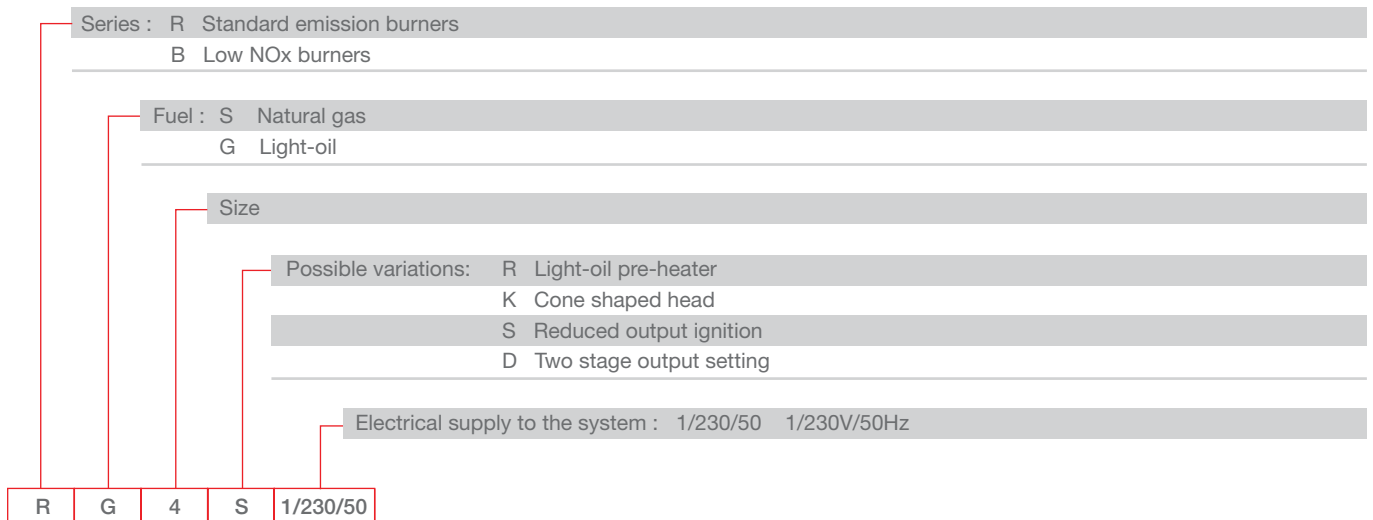 Series : R Standard emission burners
B Low NOx burners
Fuel : S Natural gas
G Light-oil
Size
Possible variations: R Light-oil pre-heater
K Cone shaped head
S Reduced output ignition
D Two stage output setting
Electrical supply to the system : 1/230/50 1/230V/50Hz
R G 4 S 1/230/50